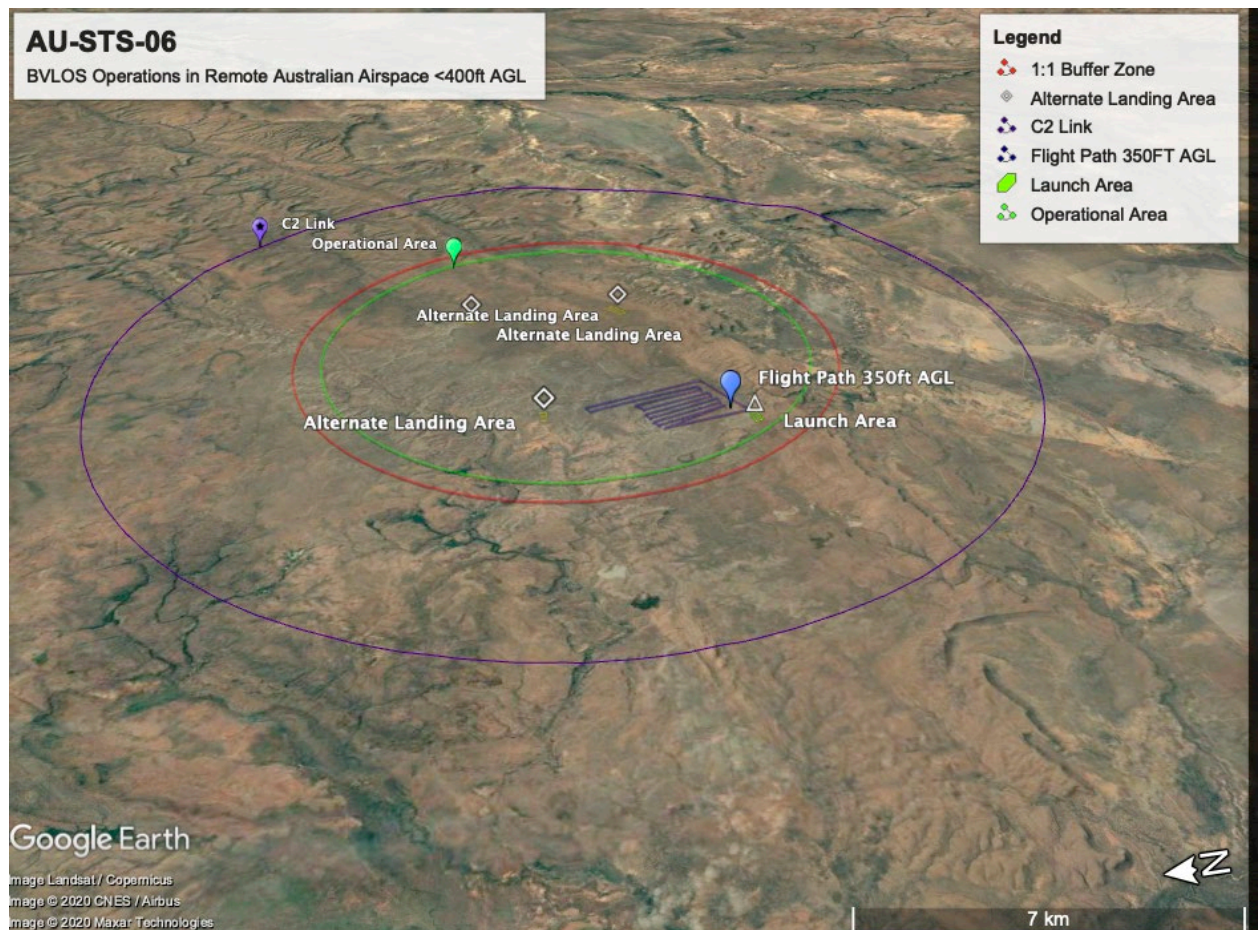 AU-STS-06
BVLOS Operations in Remote Australian Airspace <400ft AGL
Legend
1:1 Buffer Zone
Alternate Landing Area
C2 Link
Flight Path 350FT AGL
Launch Area
Operational Area
C2 Link
Operational Area
Alternate Landing Area
Alternate Landing Area
Flight Path 350ft AGL
Alternate Landing Area
Launch Area
Google Earth
Image Landsat / Copernicus
Image © 2020 CNES / Airbus
Image © 2020 Maxar Technologies
N
7 km